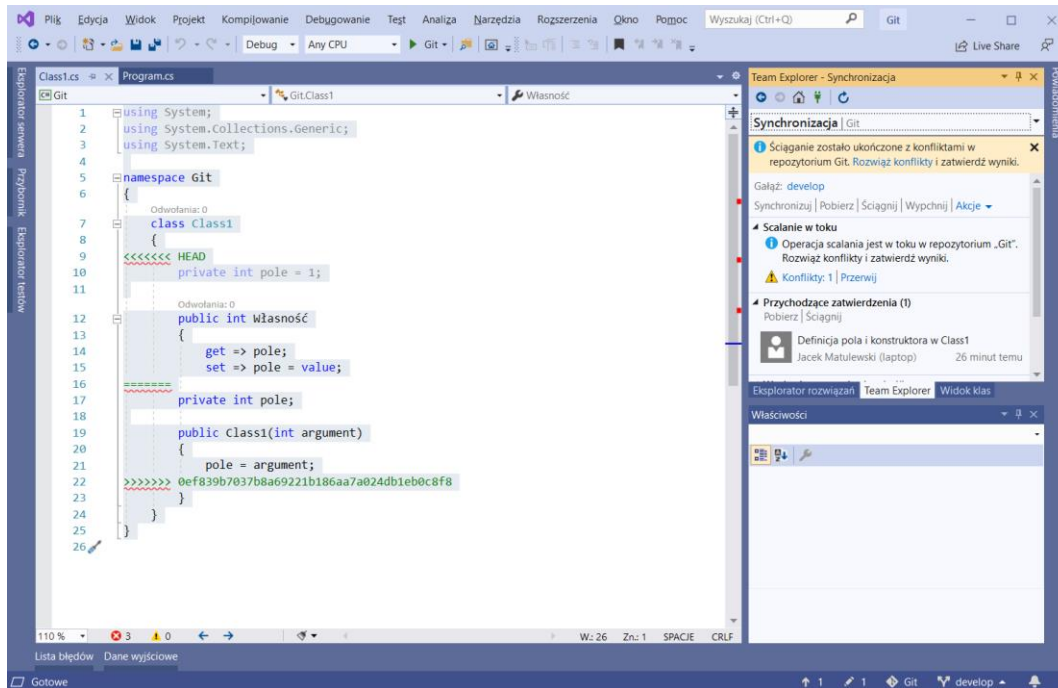 Plik Edycja Widok Projekt Kompilowanie Debugowanie Test Analiza Narzędzia Rozszerzenia Okno Pomoc Wyszukaj (Ctrl+Q) Git
Debug Any CPU Git Live Share
Eksplorator serwera
Przybornik
Eksplorator testów
Class1.cs Program.cs
Git Git.Class1 Własność
1 using System;
2 using System.Collections.Generic;
3 using System.Text;
4
5 namespace Git
6 {
Odwołania: 0
7 class Class1
8 {
9 <<<<<<< HEAD
10 private int pole = 1;
11
Odwołania: 0
12 public int Własność
13 {
14 get => pole;
15 set => pole = value;
16 =======
17 private int pole;
18
19 public Class1(int argument)
20 {
21 pole = argument;
22 >>>>>>> 0ef839b7037b8a69221b186aa7a024db1eb0c8f8
23 }
24 }
25 }
26
110 % 3 0 W.: 26 Zn.: 1 SPACJE CRLF
Team Explorer - Synchronizacja
Synchronizacja | Git
Ściąganie zostało ukończone z konfliktami w
repozytorium Git. Rozwiąż konflikty i zatwierdź wyniki.
Gałąź: develop
Synchronizuj | Pobierz | Ściągnij | Wypchnij | Akcje
Scalanie w toku
Operacja scalania jest w toku w repozytorium „Git”.
Rozwiąż konflikty i zatwierdź wyniki.
Konflikty: 1 | Przerwij
Przychodzące zatwierdzenia (1)
Pobierz | Ściągnij
Definicja pola i konstruktora w Class1
Jacek Matulewski (laptop) 26 minut temu
Eksplorator rozwiązań Team Explorer Widok klas
Właściwości
Powiadomienia
Lista błędów Dane wyjściowe
Gotowe 1 1 Git develop